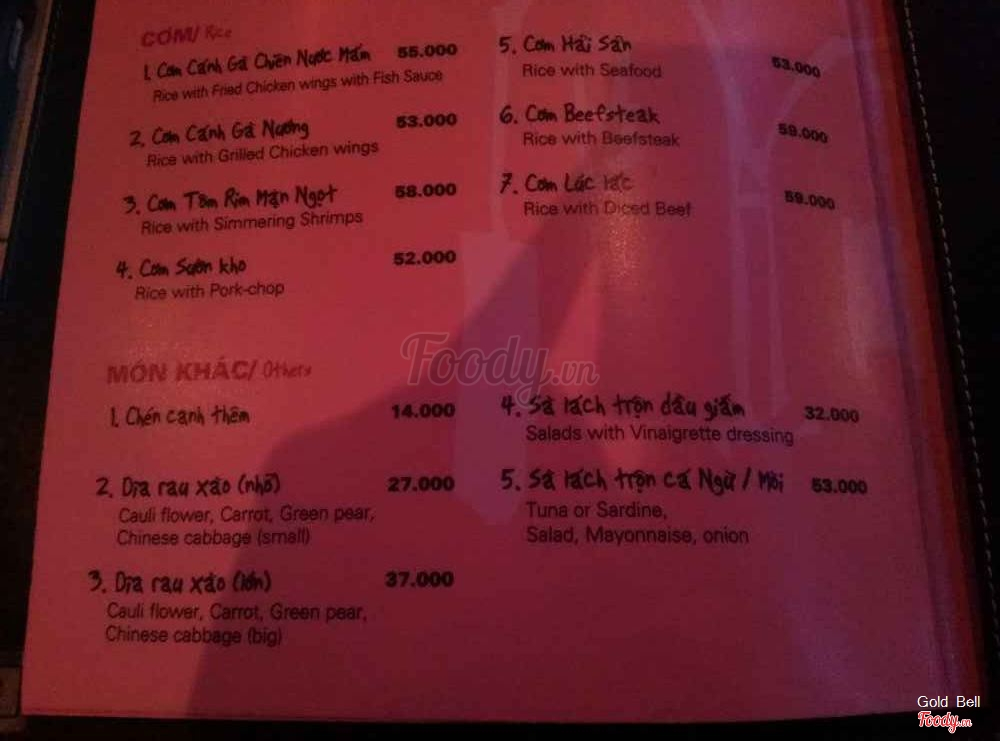 CƠM/ Rice
1. Cơm Cánh Gà Chiên Nước Mắm 55.000
Rice with Fried Chicken wings with Fish Sauce
2. Cơm Cánh Gà Nướng 53.000
Rice with Grilled Chicken wings
3. Cơm Tôm Rim Mặn Ngọt 58.000
Rice with Simmering Shrimps
4. Cơm Sườn kho 52.000
Rice with Pork-chop
5. Cơm Hải Sản 53.000
Rice with Seafood
6. Cơm Beefsteak 59.000
Rice with Beefsteak
7. Cơm Lúc lắc 59.000
Rice with Diced Beef
MÓN KHÁC/ Others
1. Chén canh thêm 14.000
2. Dĩa rau xào (nhỏ) 27.000
Cauli flower, Carrot, Green pear,
Chinese cabbage (small)
3. Dĩa rau xào (lớn) 37.000
Cauli flower, Carrot, Green pear,
Chinese cabbage (big)
4. Sà lách trộn dầu giấm 32.000
Salads with Vinaigrette dressing
5. Sà lách trộn cá Ngừ / Mòi 53.000
Tuna or Sardine,
Salad, Mayonnaise, onion
Foody.vn
Gold Bell
Foody.vn